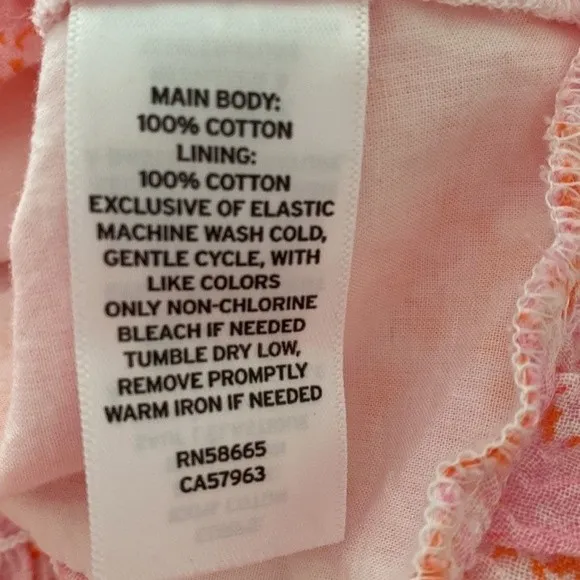 MAIN BODY:
100% COTTON
LINING:
100% COTTON
EXCLUSIVE OF ELASTIC
MACHINE WASH COLD,
GENTLE CYCLE, WITH
LIKE COLORS
ONLY NON-CHLORINE
BLEACH IF NEEDED
TUMBLE DRY LOW,
REMOVE PROMPTLY
WARM IRON IF NEEDED
RN58665
CA57963